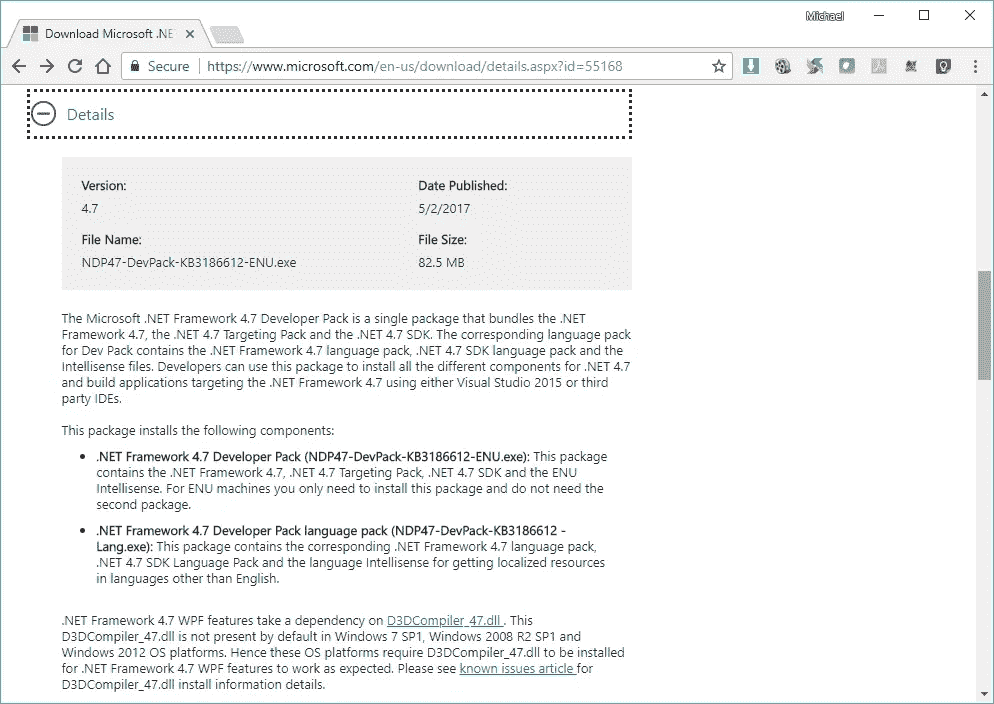 Michael
Download Microsoft .NE
Secure https://www.microsoft.com/en-us/download/details.aspx?id=55168
Details
Version: Date Published:
4.7 5/2/2017
File Name: File Size:
NDP47-DevPack-KB3186612-ENU.exe 82.5 MB
The Microsoft .NET Framework 4.7 Developer Pack is a single package that bundles the .NET
Framework 4.7, the .NET 4.7 Targeting Pack and the .NET 4.7 SDK. The corresponding language pack
for Dev Pack contains the .NET Framework 4.7 language pack, .NET 4.7 SDK language pack and the
Intellisense files. Developers can use this package to install all the different components for .NET 4.7
and build applications targeting the .NET Framework 4.7 using either Visual Studio 2015 or third
party IDEs.
This package installs the following components:
• .NET Framework 4.7 Developer Pack (NDP47-DevPack-KB3186612-ENU.exe): This package
contains the .NET Framework 4.7, .NET 4.7 Targeting Pack, .NET 4.7 SDK and the ENU
Intellisense. For ENU machines you only need to install this package and do not need the
second package.
• .NET Framework 4.7 Developer Pack language pack (NDP47-DevPack-KB3186612 -
Lang.exe): This package contains the corresponding .NET Framework 4.7 language pack,
.NET 4.7 SDK Language Pack and the language Intellisense for getting localized resources
in languages other than English.
.NET Framework 4.7 WPF features take a dependency on D3DCompiler_47.dll . This
D3DCompiler_47.dll is not present by default in Windows 7 SP1, Windows 2008 R2 SP1 and
Windows 2012 OS platforms. Hence these OS platforms require D3DCompiler_47.dll to be installed
for .NET Framework 4.7 WPF features to work as expected. Please see known issues article for
D3DCompiler_47.dll install information details.